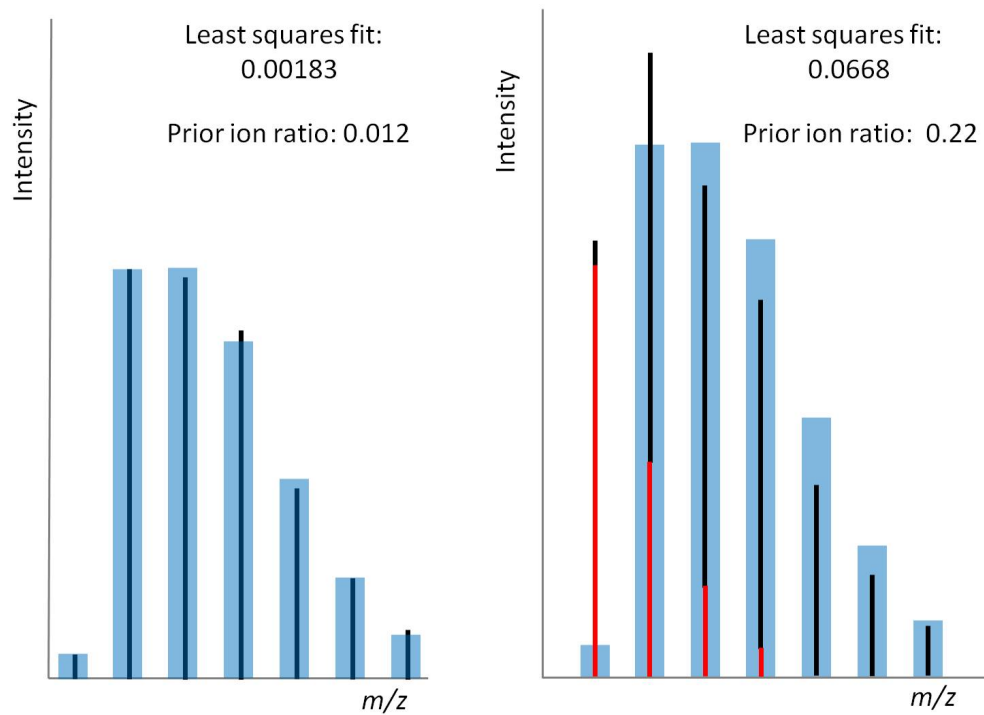 Least squares fit:
0.00183
Prior ion ratio: 0.012
Intensity
m/z
Least squares fit:
0.0668
Prior ion ratio:  0.22
Intensity
m/z